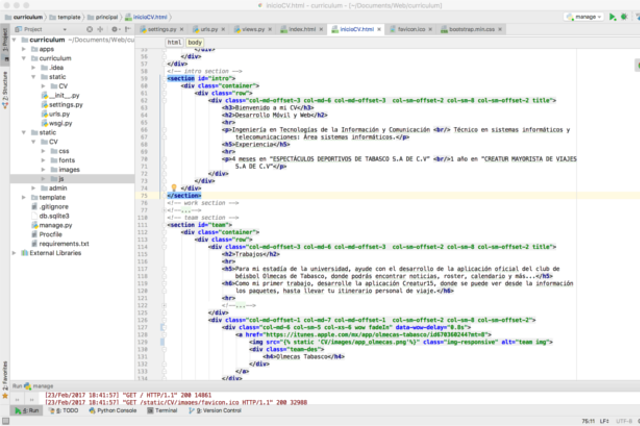 inicioCV.html - curriculum - [~/Documents/Web/curriculum]
curriculum template principal inicioCV.html manage
Project settings.py urls.py views.py index.html inicioCV.html favicon.ico bootstrap.min.css
html body
curriculum ~/Documents/Web/curriculum
apps
curriculum
.idea
static
CV
__init__.py
settings.py
urls.py
wsgi.py
static
CV
css
fonts
images
js
admin
template
.gitignore
db.sqlite3
manage.py
Procfile
requirements.txt
External Libraries
1: Project
7: Structure
2: Favorites
</div>
</div>
<!-- intro section -->
<section id="intro">
<div class="container">
<div class="row">
<div class="col-md-offset-3 col-md-6 col-md-offset-3 col-sm-offset-2 col-sm-8 col-sm-offset-2 title">
<h3>Bienvenido a mi CV</h3>
<h2>Desarrollo Móvil y Web</h2>
<hr>
<p>Ingeniería en Tecnologías de la Información y Comunicación <br/> Técnico en sistemas informáticos y
telecomunicaciones: Área sistemas informáticos.</p>
<h5>Experiencia</h5>
<hr>
<p>4 meses en "ESPECTÁCULOS DEPORTIVOS DE TABASCO S.A DE C.V" <br/>1 año en "CREATUR MAYORISTA DE VIAJES
S.A DE C.V"</p>
</div>
</div>
</div>
</section>
<!-- work section -->
<!--...-->
<!-- team section -->
<section id="team">
<div class="container">
<div class="row">
<div class="col-md-offset-3 col-md-6 col-md-offset-3 col-sm-offset-2 col-sm-8 col-sm-offset-2 title">
<h2>Trabajos</h2>
<hr>
<h5>Para mi estadía de la universidad, ayude con el desarrollo de la aplicación oficial del club de
béisbol Olmecas de Tabasco, donde podrás encontrar noticias, roster, calendario y más...</h5>
<h6>Como mi primer trabajo, desarrolle la aplicación Creatur15, donde se puede ver desde la información
los paquetes, hasta llevar tu itinerario personal de viaje.</h6>
<hr>
<!--...-->
</div>
<div class="col-md-offset-1 col-md-7 col-md-offset-1 col-sm-8 col-sm-offset-2">
<div class="col-md-6 col-sm-5 col-xs-6 wow fadeIn" data-wow-delay="0.8s">
<img src="{% static 'CV/images/app_olmecas.png'%}" class="img-responsive" alt="team img">
<div class="team-des">
<h4>Olmecas Tabasco</h4>
</div>
</a>
</div>
Run manage
[23/Feb/2017 18:41:57] "GET / HTTP/1.1" 200 14861
[23/Feb/2017 18:41:57] "GET /static/CV/images/favicon.ico HTTP/1.1" 200 32988
4: Run 6: TODO Python Console Terminal 9: Version Control
75:11 LF UTF-8